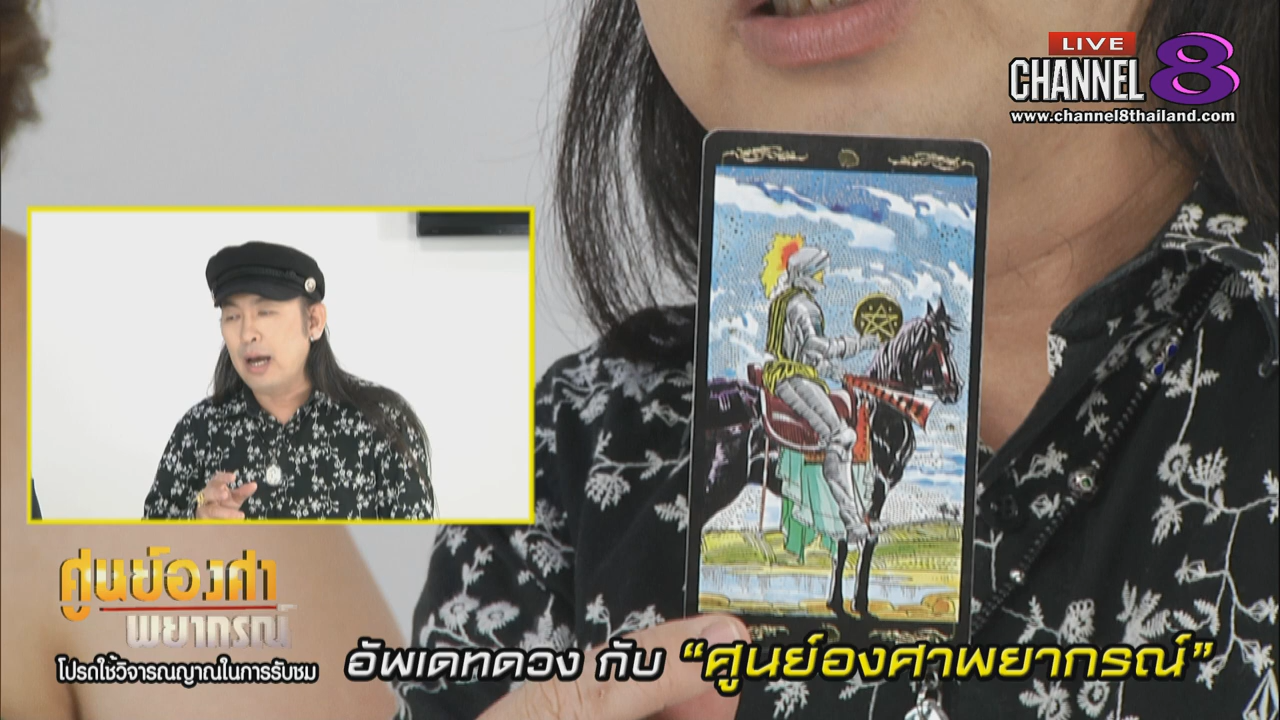 LIVE
CHANNEL 8
www.channel8thailand.com
ศูนย์องศา
พยากรณ์
โปรดใช้วิจารณญาณในการรับชม
อัพเดทดวง กับ “ศูนย์องศาพยากรณ์”